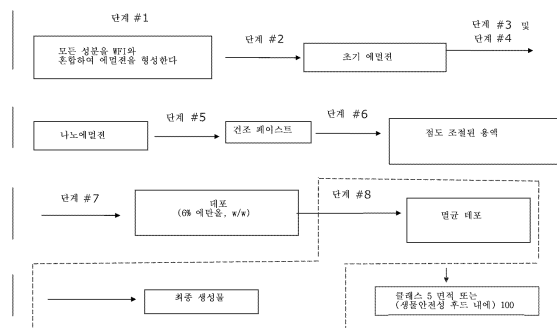 단계 #1
모든 성분을 WFI와
혼합하여 에멀전을 형성한다
단계 #2
초기 에멀전
단계 #3 및
단계 #4
나노에멀전
단계 #5
건조 페이스트
단계 #6
점도 조절된 용액
단계 #7
데포
(6% 에탄올, w/w)
단계 #8
멸균 데포
최종 생성물
클래스 5 면적 또는
(생물안전성 후드 내에) 100